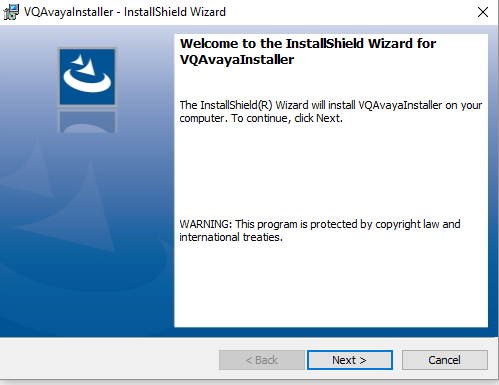 VQAvayaInstaller - InstallShield Wizard
Welcome to the InstallShield Wizard for
VQAvayaInstaller
The InstallShield(R) Wizard will install VQAvayaInstaller on your
computer. To continue, click Next.
WARNING: This program is protected by copyright law and
international treaties.
< Back
Next >
Cancel